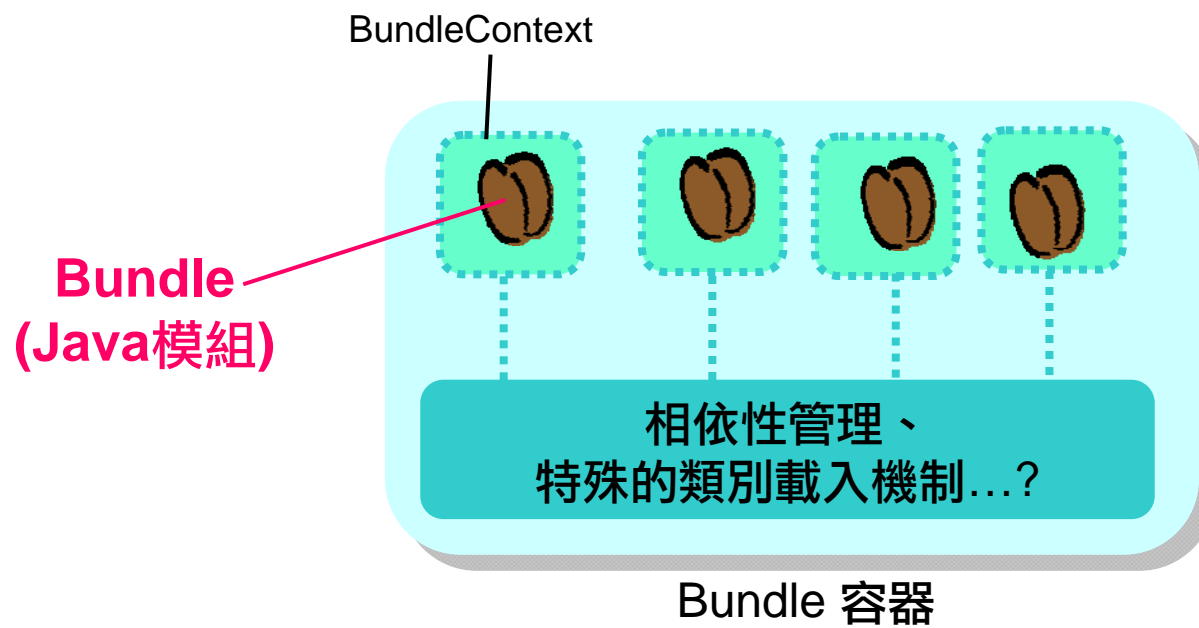 BundleContext
Bundle
(Java模組)
相依性管理、
特殊的類別載入機制…?
Bundle 容器